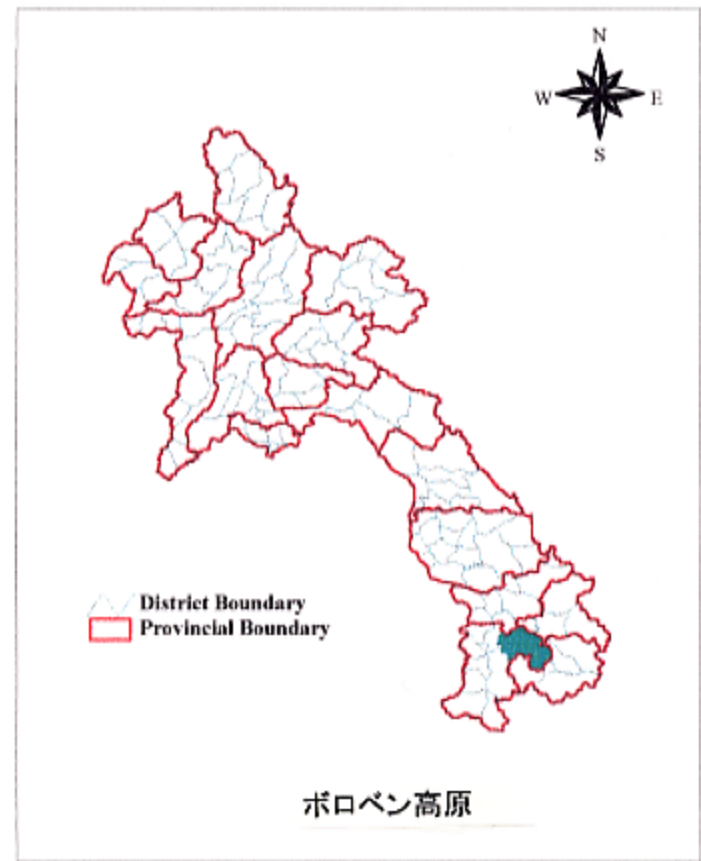 N
W E
S
District Boundary
Provincial Boundary
ボロベン高原